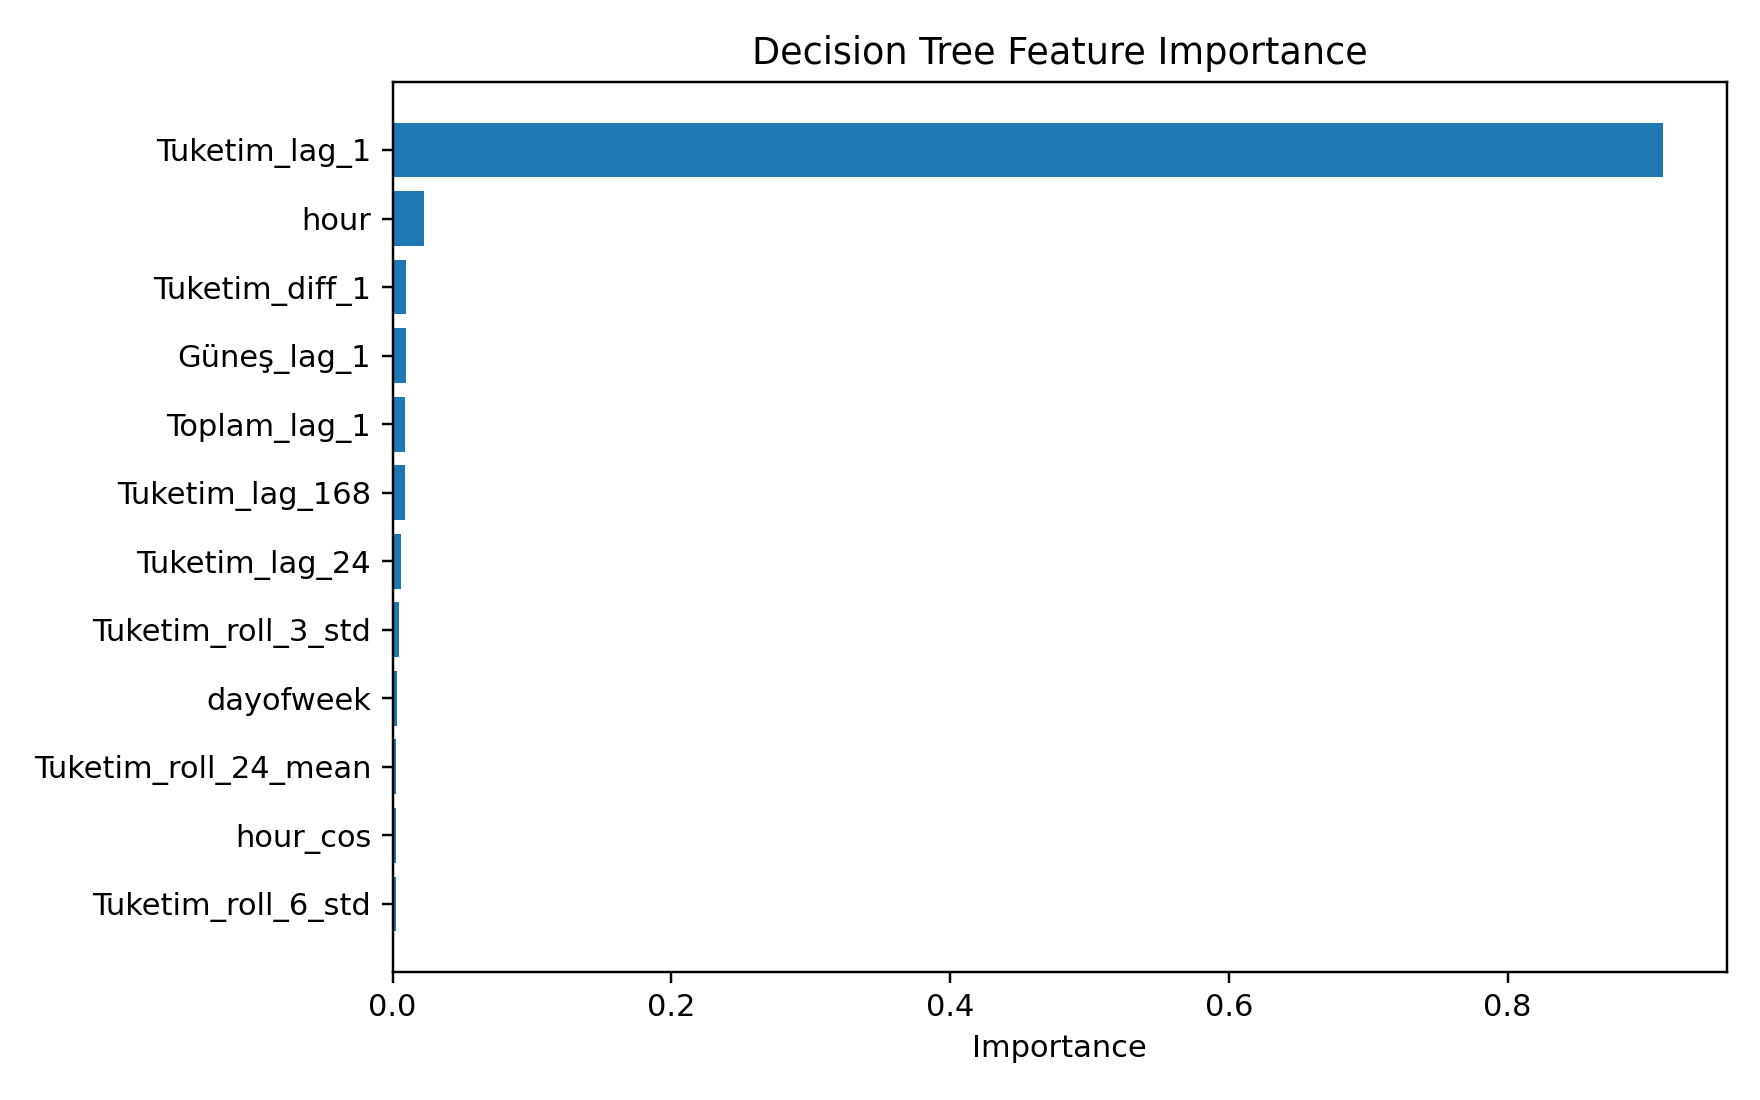 Decision Tree Feature Importance
Tuketim_lag_1
hour
Tuketim_diff_1
Güneş_lag_1
Toplam_lag_1
Tuketim_lag_168
Tuketim_lag_24
Tuketim_roll_3_std
dayofweek
Tuketim_roll_24_mean
hour_cos
Tuketim_roll_6_std
0.0 0.2 0.4 0.6 0.8
Importance